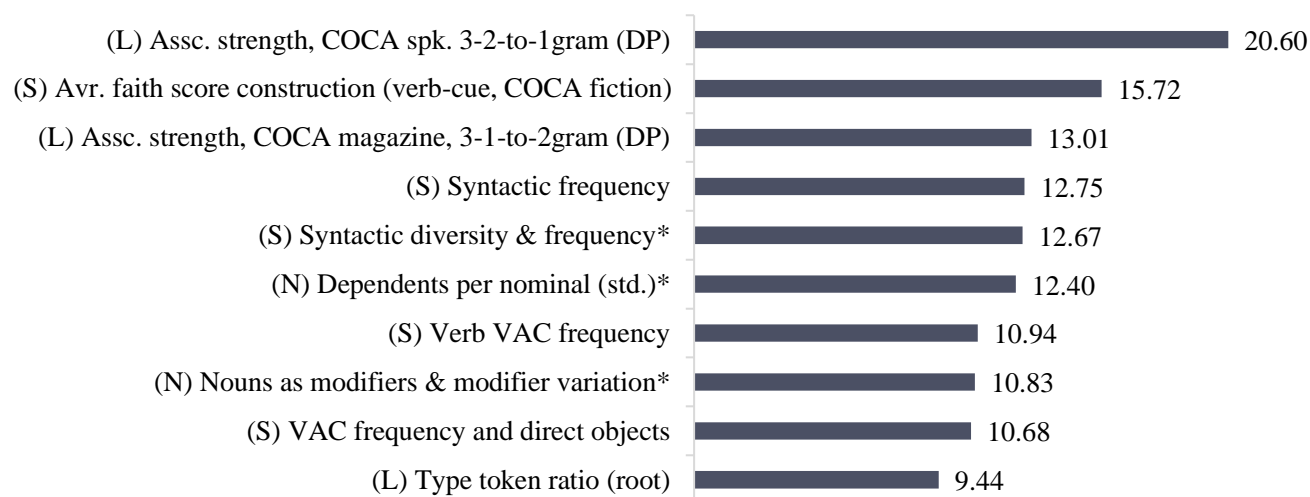 (L) Assc. strength, COCA spk. 3-2-to-1gram (DP) 20.60
(S) Avr. faith score construction (verb-cue, COCA fiction) 15.72
(L) Assc. strength, COCA magazine, 3-1-to-2gram (DP) 13.01
(S) Syntactic frequency 12.75
(S) Syntactic diversity & frequency* 12.67
(N) Dependents per nominal (std.)* 12.40
(S) Verb VAC frequency 10.94
(N) Nouns as modifiers & modifier variation* 10.83
(S) VAC frequency and direct objects 10.68
(L) Type token ratio (root) 9.44